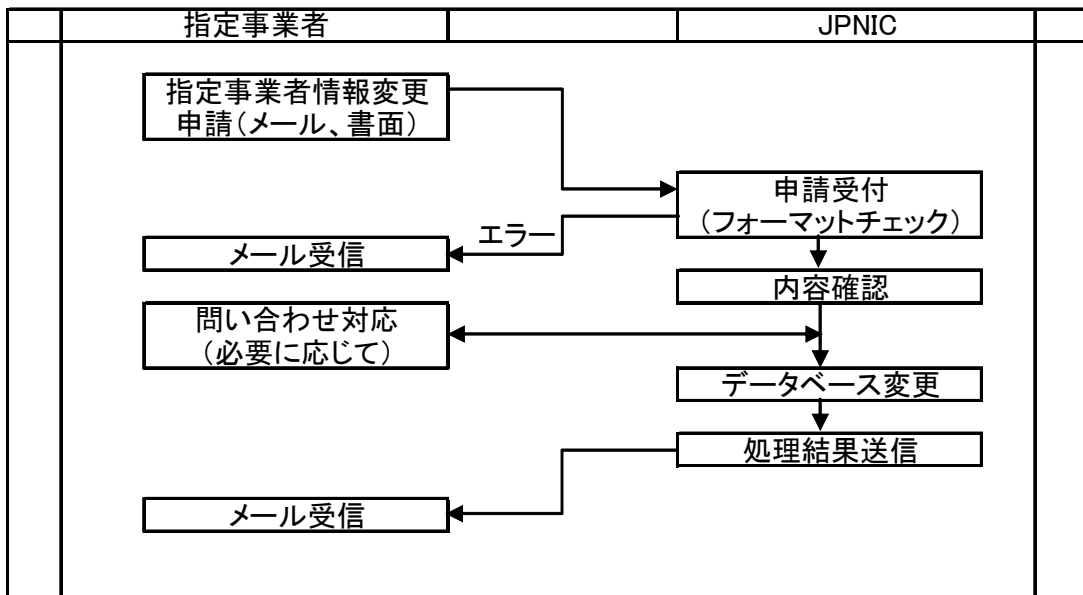 指定事業者
JPNIC
指定事業者情報変更
申請(メール、書面)
申請受付
(フォーマットチェック)
エラー
メール受信
内容確認
問い合わせ対応
(必要に応じて)
データベース変更
処理結果送信
メール受信